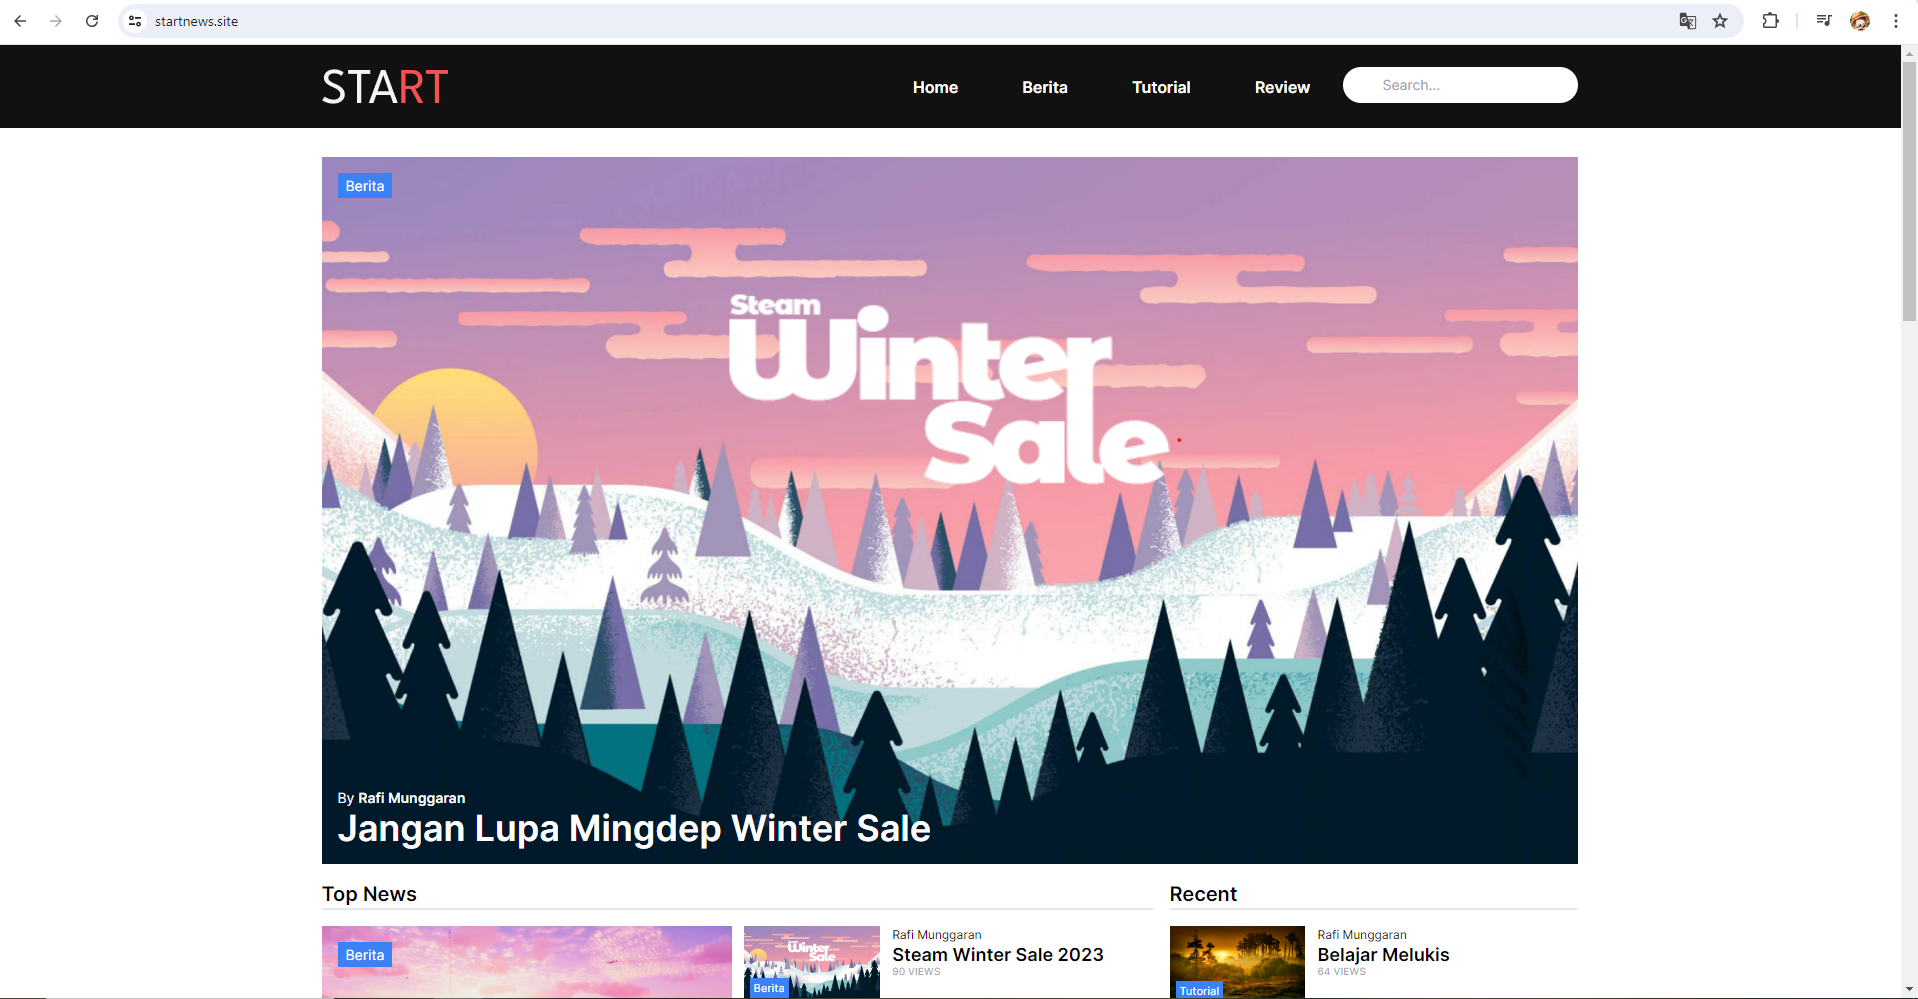 startnews.site
START
Home
Berita
Tutorial
Review
Search...
Berita
Steam
Winter
Sale
By Rafi Munggaran
Jangan Lupa Mingdep Winter Sale
Top News
Berita
Winter
Sale
Berita
Rafi Munggaran
Steam Winter Sale 2023
90 VIEWS
Recent
Tutorial
Rafi Munggaran
Belajar Melukis
64 VIEWS